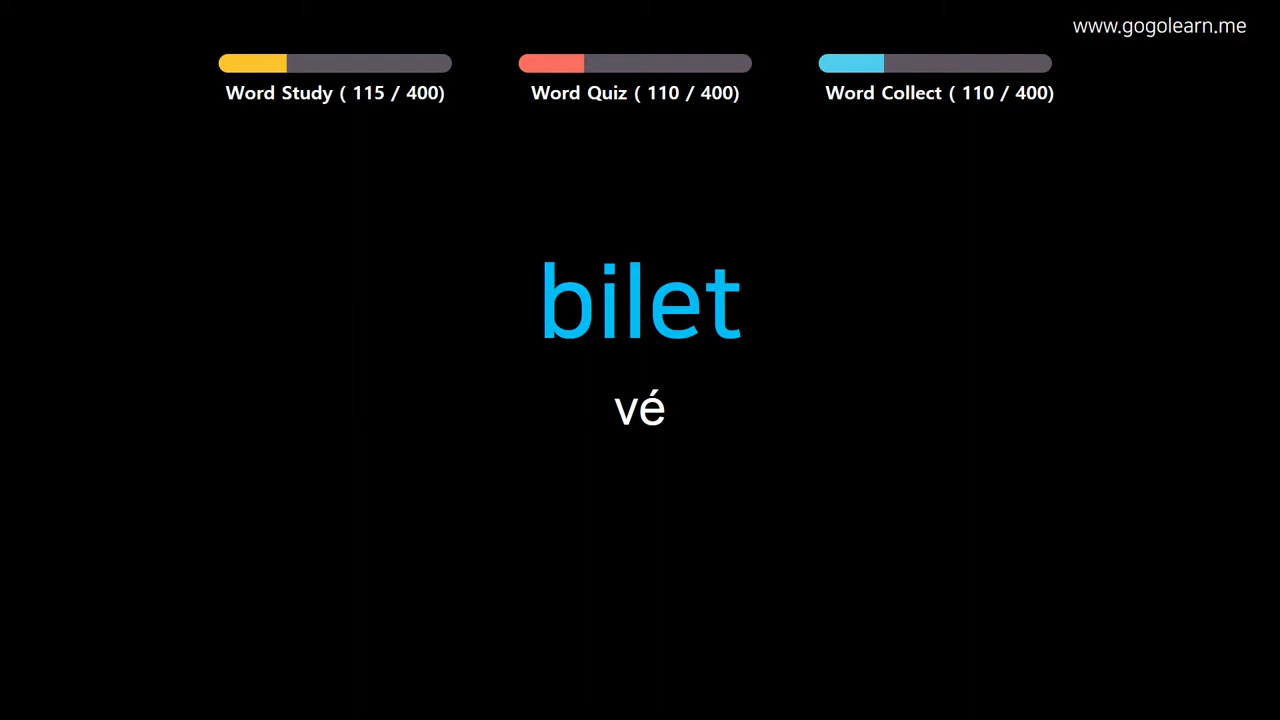 www.gogolearn.me
Word Study ( 115 / 400)
Word Quiz ( 110 / 400)
Word Collect ( 110 / 400)
bilet
vé